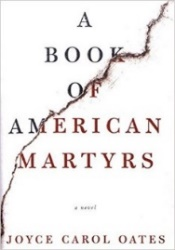 A
BOOK
OF
AMERICAN
MARTYRS
a novel
JOYCE CAROL OATES